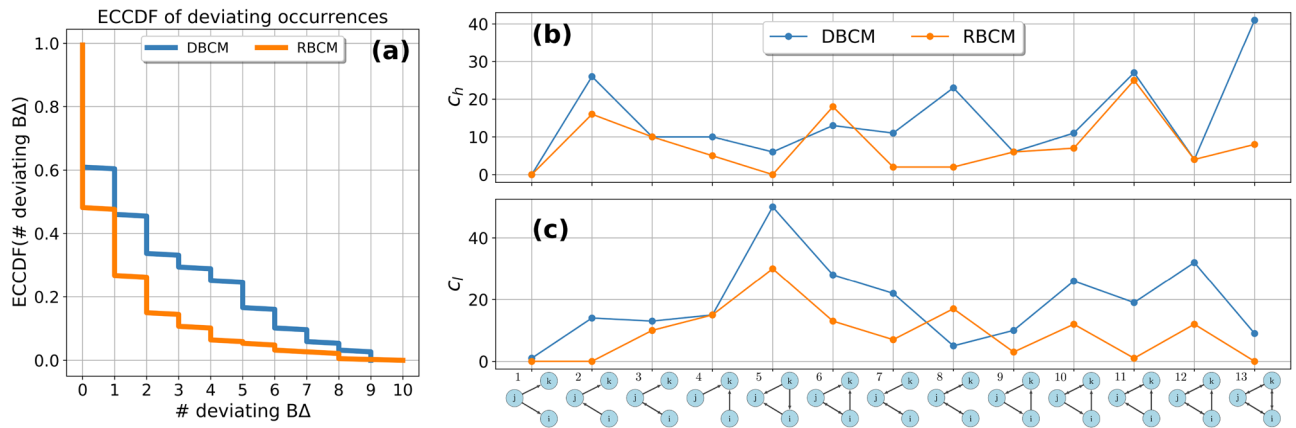 ECCDF of deviating occurrences
DBCM RBCM
(a)
ECCDF(# deviating BΔ)
1.0
0.8
0.6
0.4
0.2
0.0
0 1 2 3 4 5 6 7 8 9 10
# deviating BΔ
(b)
DBCM RBCM
c_h
40
30
20
10
0
(c)
c_l
40
20
0
1 2 3 4 5 6 7 8 9 10 11 12 13
k k k k k k k k k k k k k
j j j j j j j j j j j j j
i i i i i i i i i i i i i